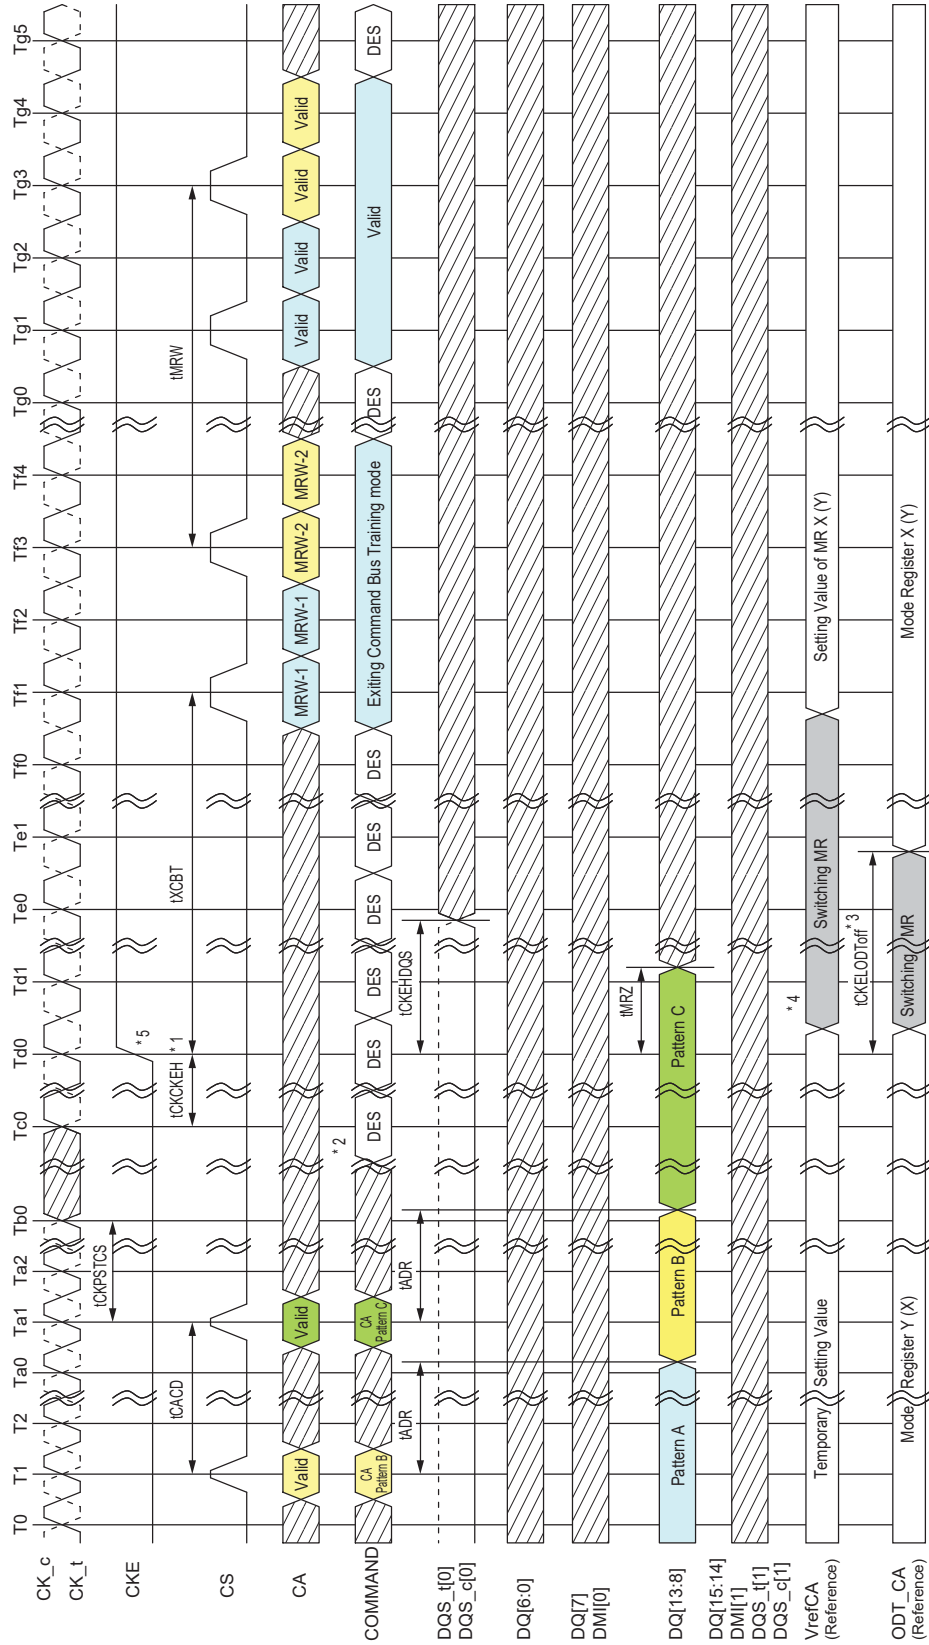 T0 T1 T2 Ta0 Ta1 Ta2 Tb0 Tc0 Td0 Td1 Te0 Te1 Tf0 Tf1 Tf2 Tf3 Tf4 Tg0 Tg1 Tg2 Tg3 Tg4 Tg5
CK_c
CK_t
tCKPSTCS
CKE
* 5
tCACD
tCKCKEH * 1
tXCBT
tMRW
CS
CA
Valid
Valid
MRW-1
MRW-1
MRW-2
MRW-2
Valid
Valid
Valid
Valid
* 2
COMMAND
CA
Pattern B
CA
Pattern C
DES
DES
DES
DES
DES
DES
Exiting Command Bus Training mode
DES
Valid
DES
tADR
tADR
tCKEHDQS
DQS_t[0]
DQS_c[0]
DQ[6:0]
DQ[7]
DMI[0]
tMRZ
DQ[13:8]
Pattern A
Pattern B
Pattern C
DQ[15:14]
DMI[1]
DQS_t[1]
DQS_c[1]
* 4
VrefCA
(Reference)
Temporary Setting Value
Switching MR
Setting Value of MR X (Y)
tCKELODToff * 3
ODT_CA
(Reference)
Mode Register Y (X)
Switching MR
Mode Register X (Y)